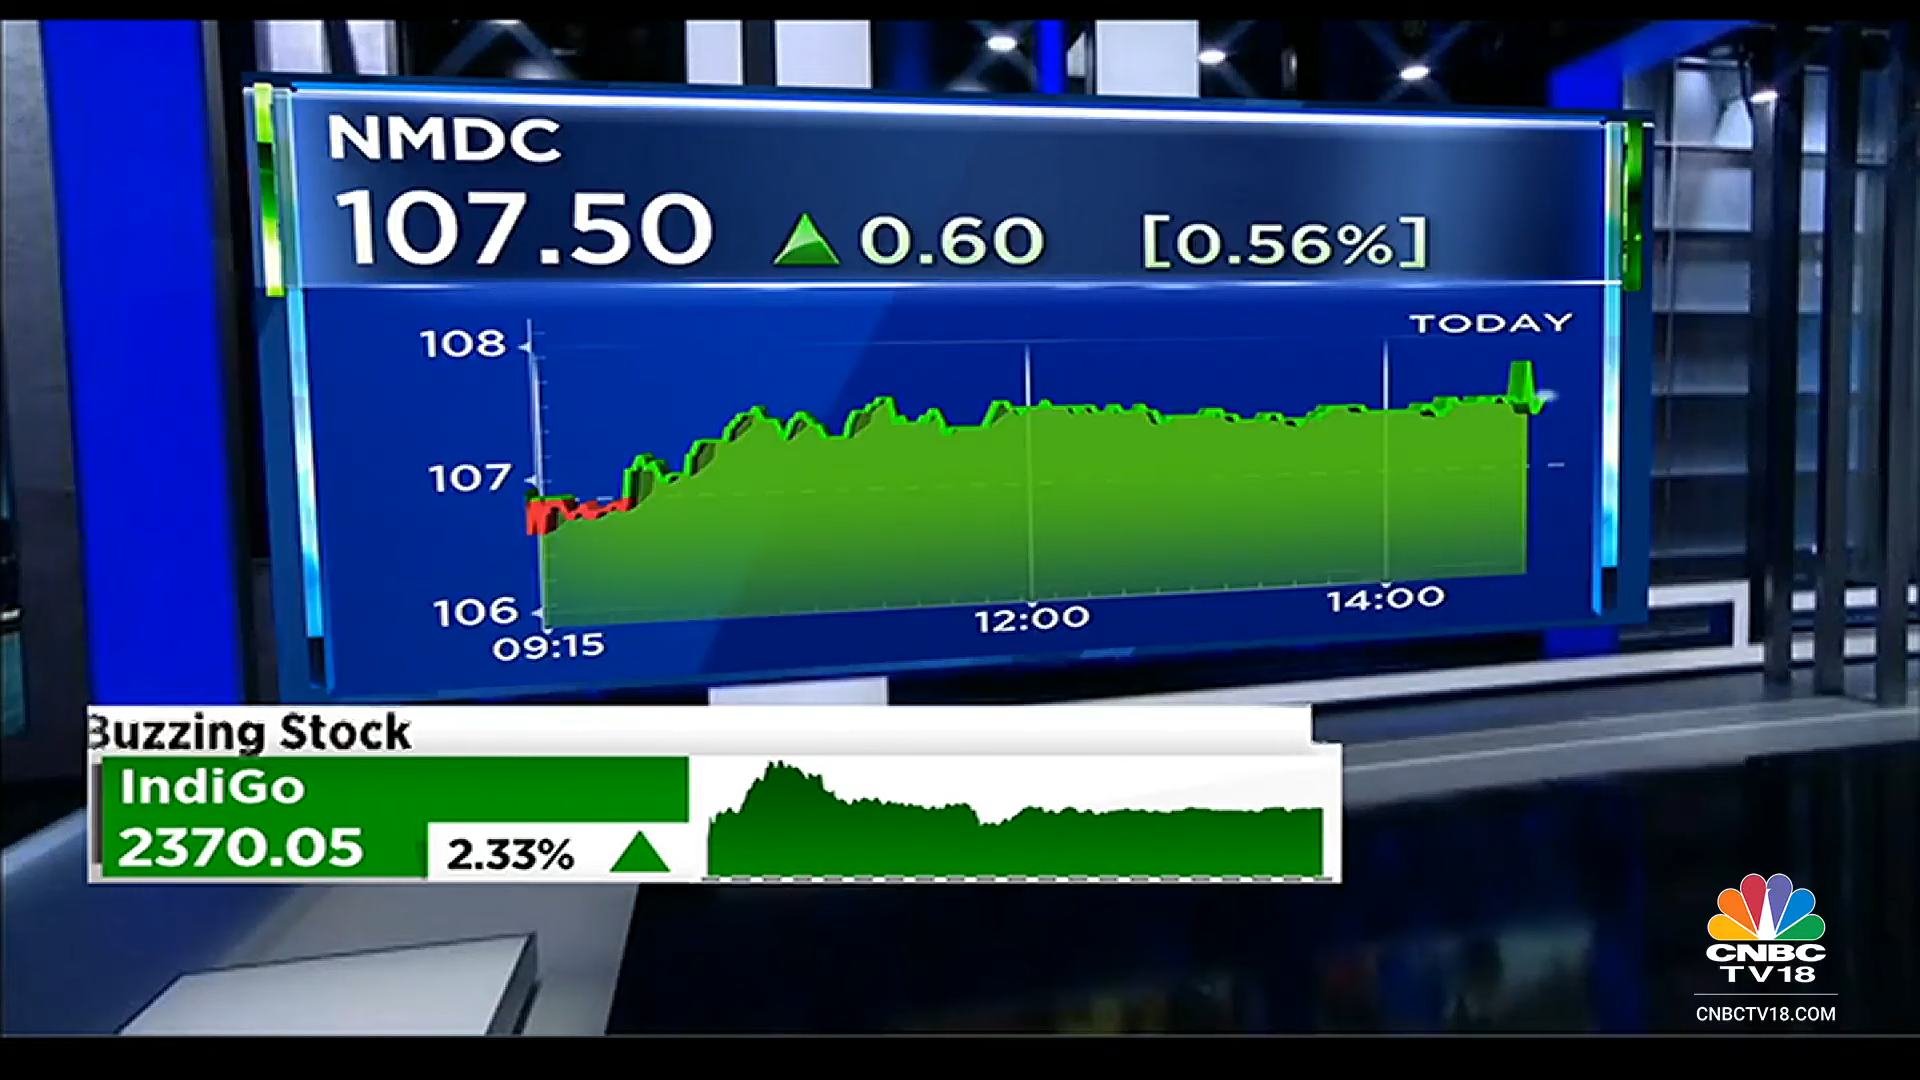 NMDC
107.50 ▲ 0.60 [0.56%]
TODAY
108
107
106
09:15
12:00
14:00
Buzzing Stock
IndiGo
2370.05
2.33% ▲
CNBC
TV18
CNBCTV18.COM